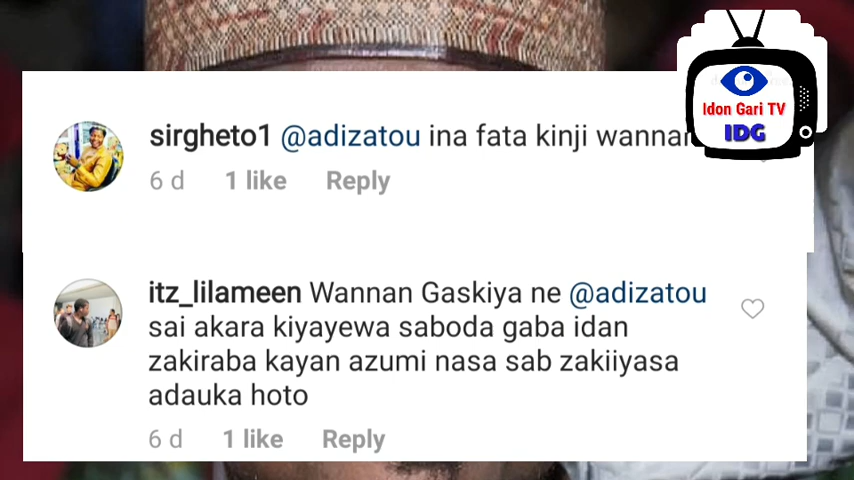 Idon Gari TV
IDG
sirgheto1 @adizatou ina fata kinji wannan
6 d 1 like Reply
itz_lilameen Wannan Gaskiya ne @adizatou
sai akara kiyayewa saboda gaba idan
zakiraba kayan azumi nasa sab zakiiyasa
adauka hoto
6 d 1 like Reply